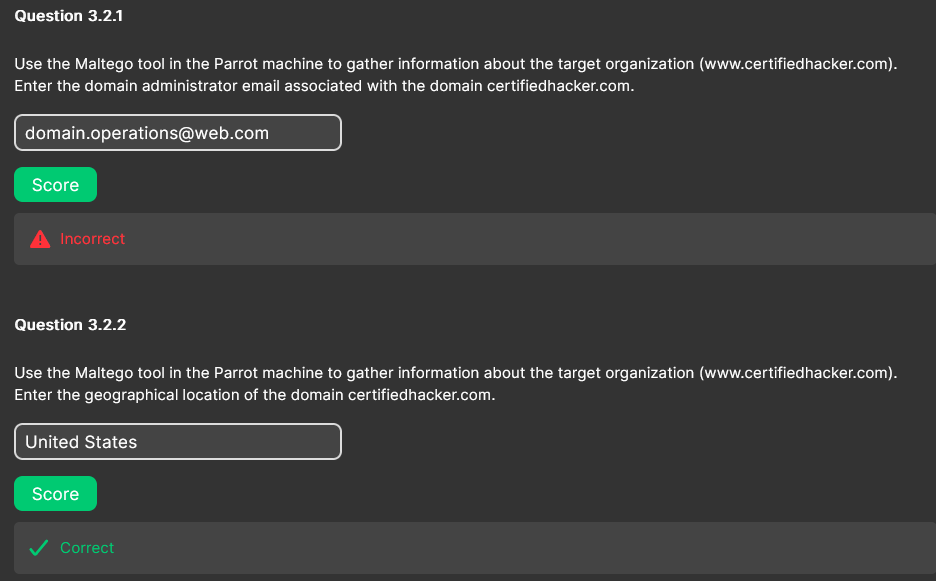 Question 3.2.1
Use the Maltego tool in the Parrot machine to gather information about the target organization (www.certifiedhacker.com).
Enter the domain administrator email associated with the domain certifiedhacker.com.
domain.operations@web.com
Score
Incorrect
Question 3.2.2
Use the Maltego tool in the Parrot machine to gather information about the target organization (www.certifiedhacker.com).
Enter the geographical location of the domain certifiedhacker.com.
United States
Score
Correct